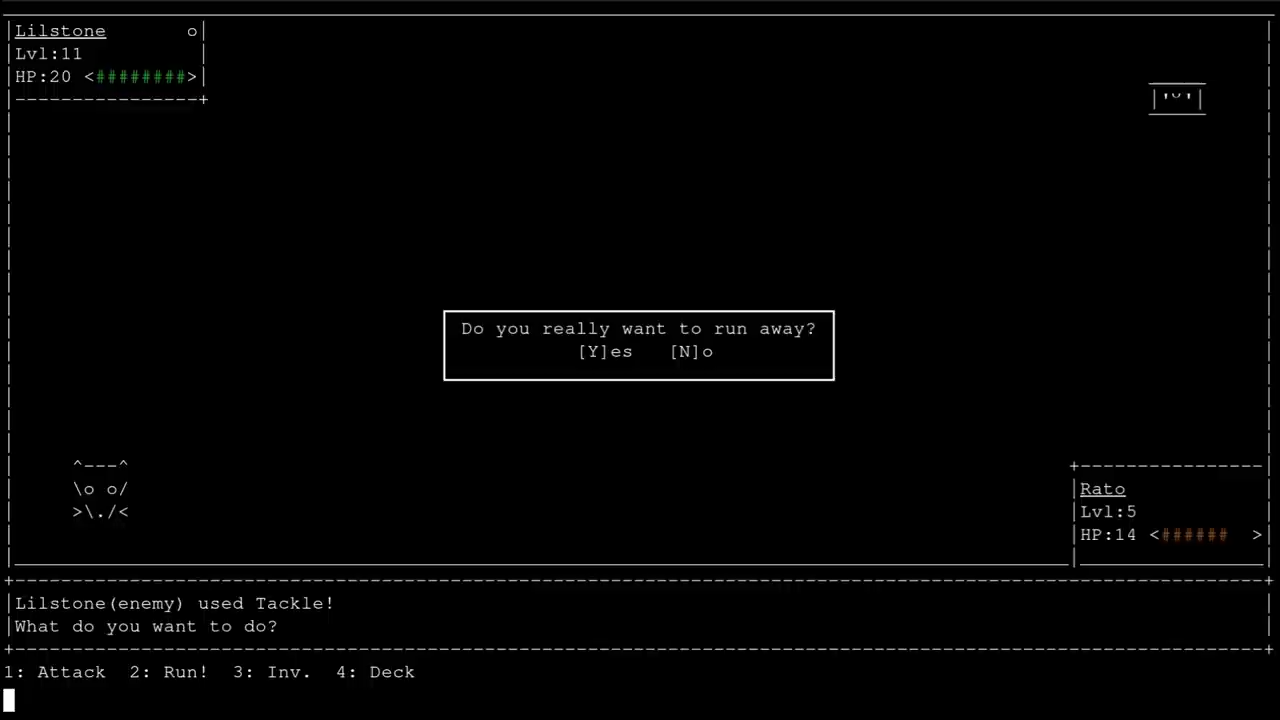 Lilstone o
Lvl:11
HP:20 <########>
|'ᵕ'|
Do you really want to run away?
[Y]es [N]o
^---^
\o o/
>\./<
Rato
Lvl:5
HP:14 <###### >
Lilstone(enemy) used Tackle!
What do you want to do?
1: Attack 2: Run! 3: Inv. 4: Deck